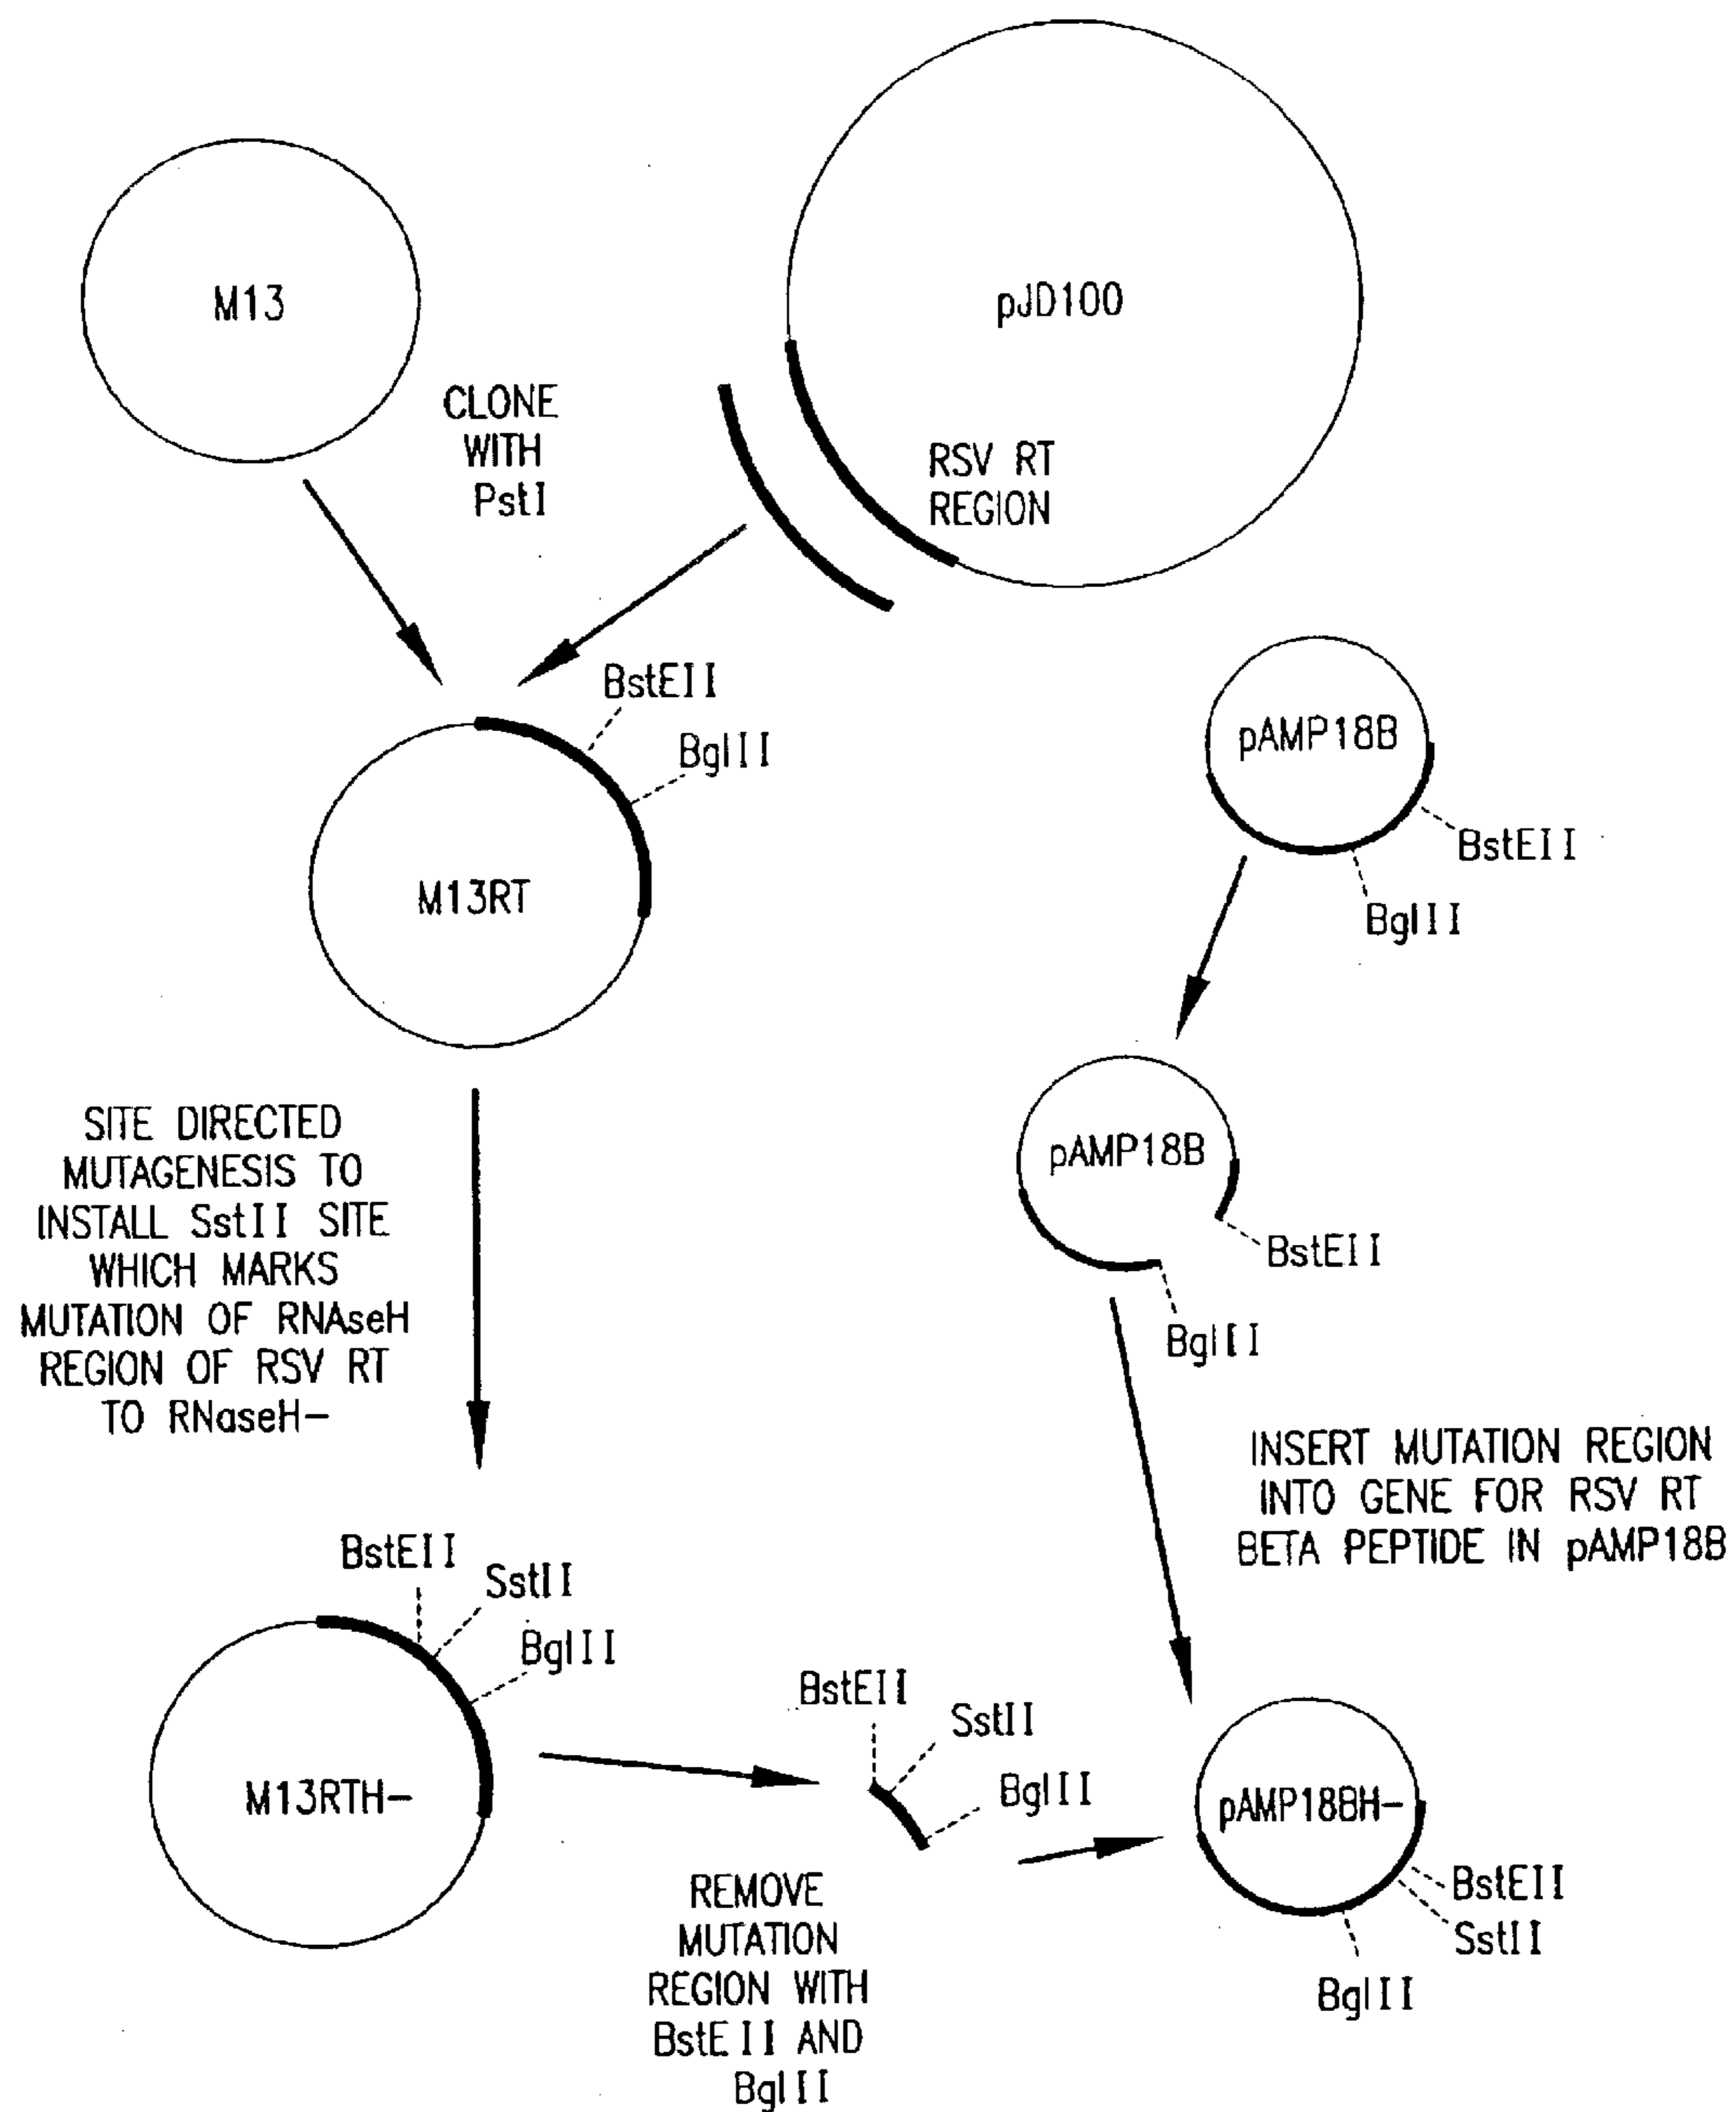 M13
pJD100
CLONE
WITH
PstI
RSV RT
REGION
BstEII
BglII
M13RT
pAMP18B
BstEII
BglII
SITE DIRECTED
MUTAGENESIS TO
INSTALL SstII SITE
WHICH MARKS
MUTATION OF RNAseH
REGION OF RSV RT
TO RNaseH-
pAMP18B
BstEII
BglII
INSERT MUTATION REGION
INTO GENE FOR RSV RT
BETA PEPTIDE IN pAMP18B
BstEII
SstII
BglII
M13RTH-
BstEII
SstII
BglII
REMOVE
MUTATION
REGION WITH
BstE II AND
BglII
pAMP18BH-
BstEII
SstII
BglII